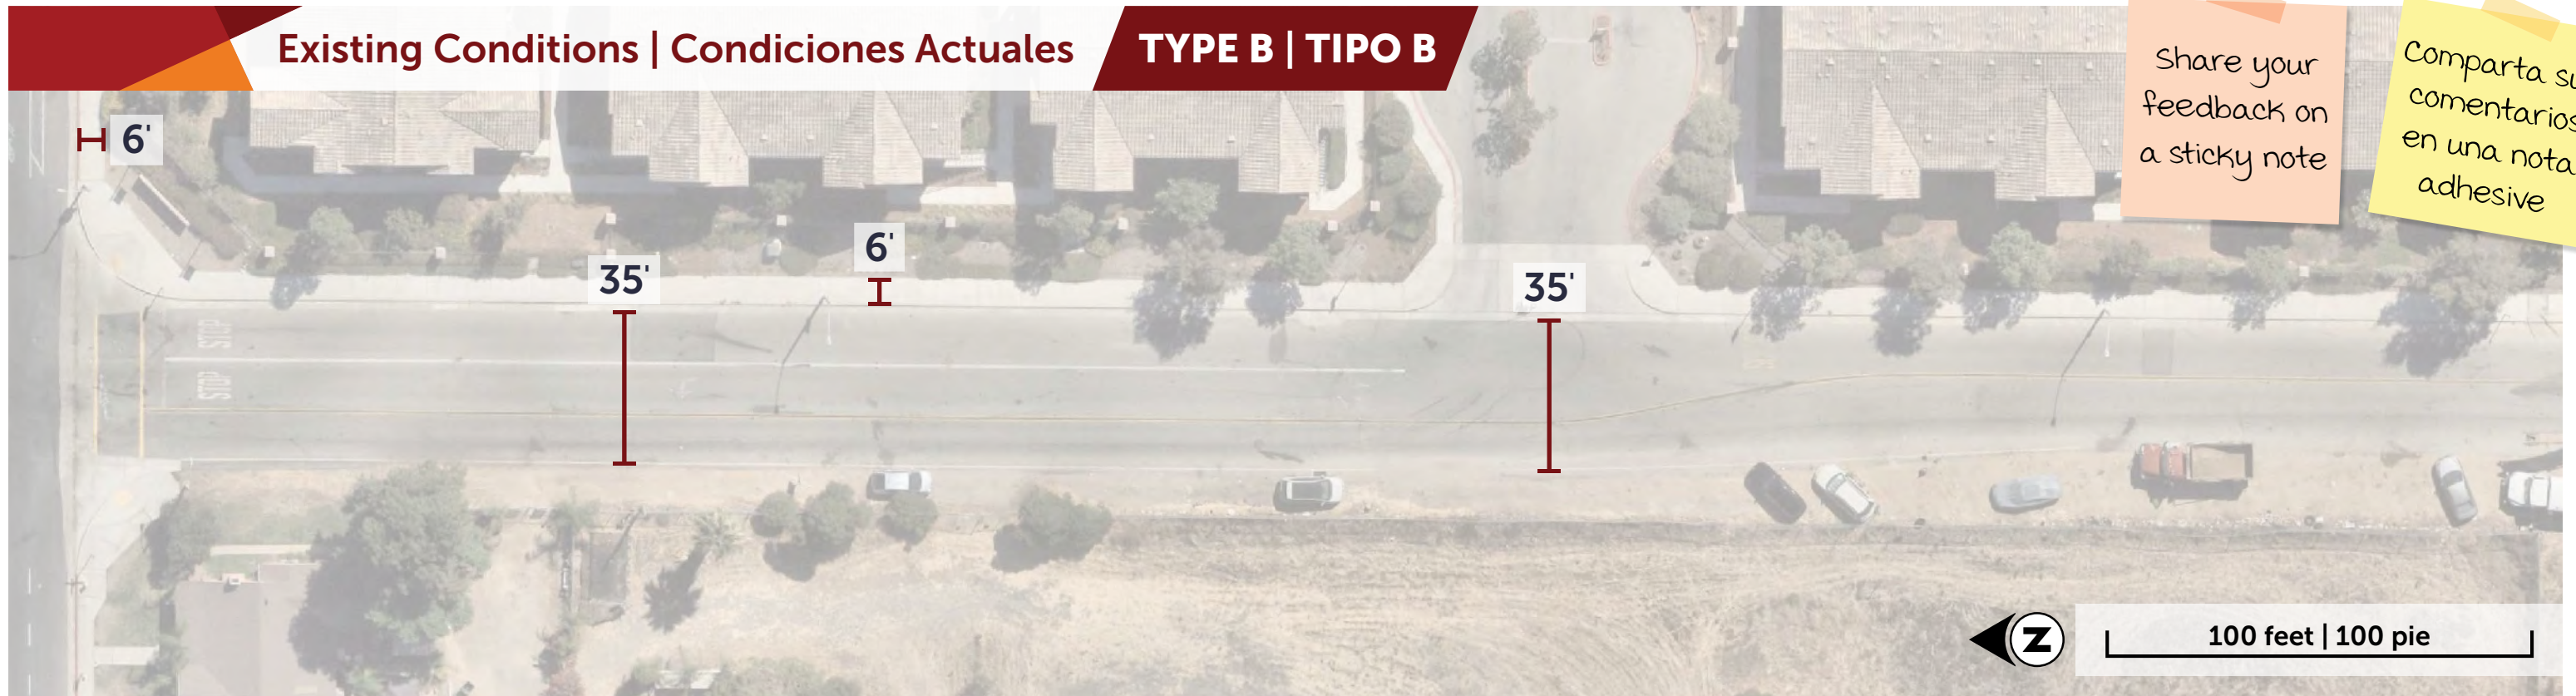 Existing Conditions | Condiciones Actuales
TYPE B | TIPO B
Share your
feedback on
a sticky note
Comparta su
comentarios
en una nota
adhesive
6'
6'
35'
35'
STOP
STOP
Z
100 feet | 100 pie